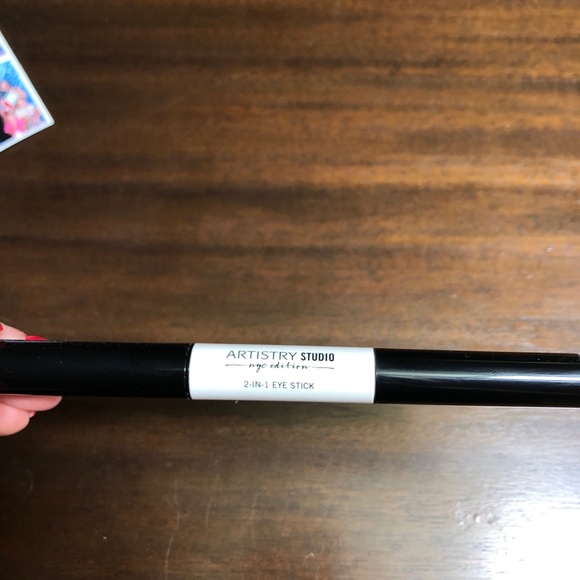 ARTISTRY STUDIO
nyc edition
2-IN-1 EYE STICK